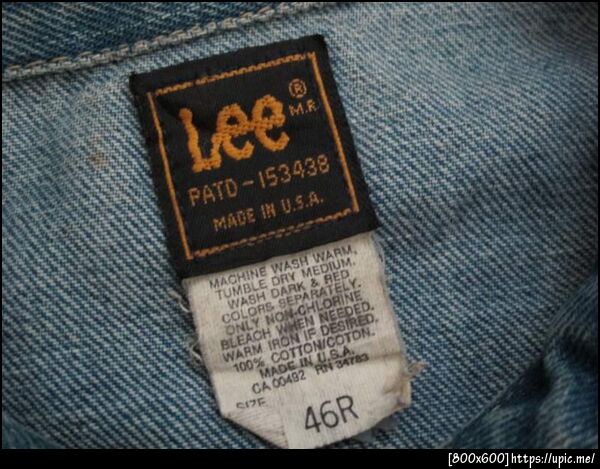 Lee®
M.R.
PATD-153438
MADE IN U.S.A.
MACHINE WASH WARM,
TUMBLE DRY MEDIUM.
WASH DARK & RED
COLORS SEPARATELY.
ONLY NON-CHLORINE
BLEACH WHEN NEEDED.
WARM IRON IF DESIRED.
100% COTTON/COTON.
MADE IN U.S.A.
CA 00492 RN 34783
SIZE
46R
[800x600]https://upic.me/